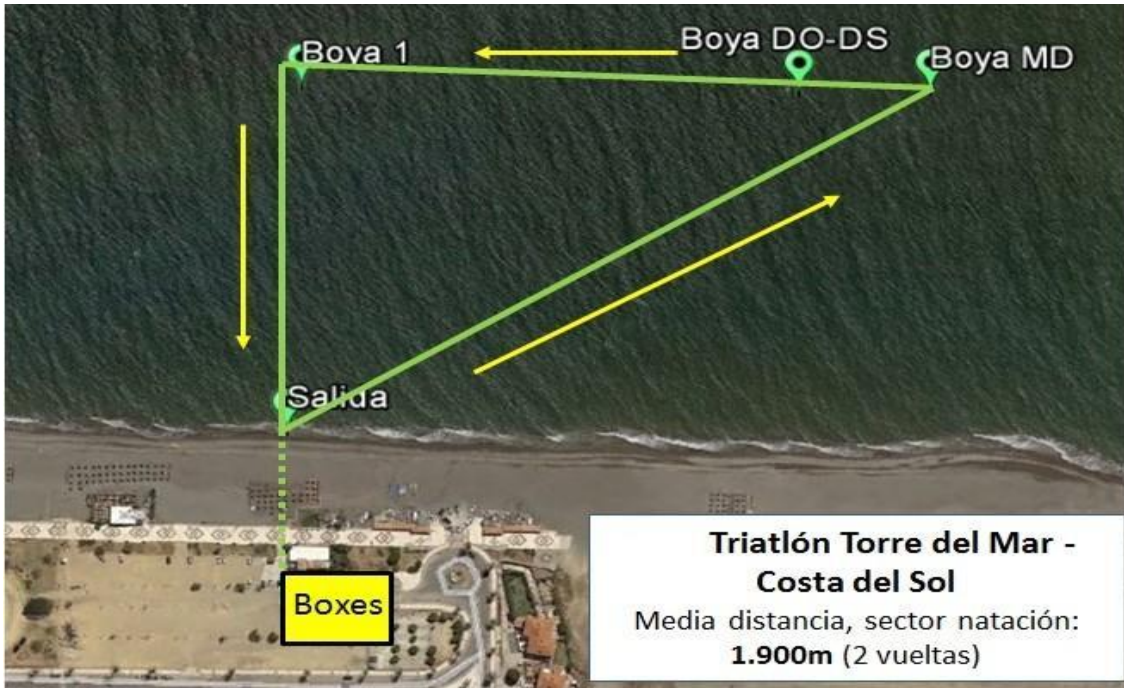 Boya 1
Boya DO-DS
Boya MD
Salida
Boxes
Triatlón Torre del Mar -
Costa del Sol
Media distancia, sector natación:
1.900m (2 vueltas)